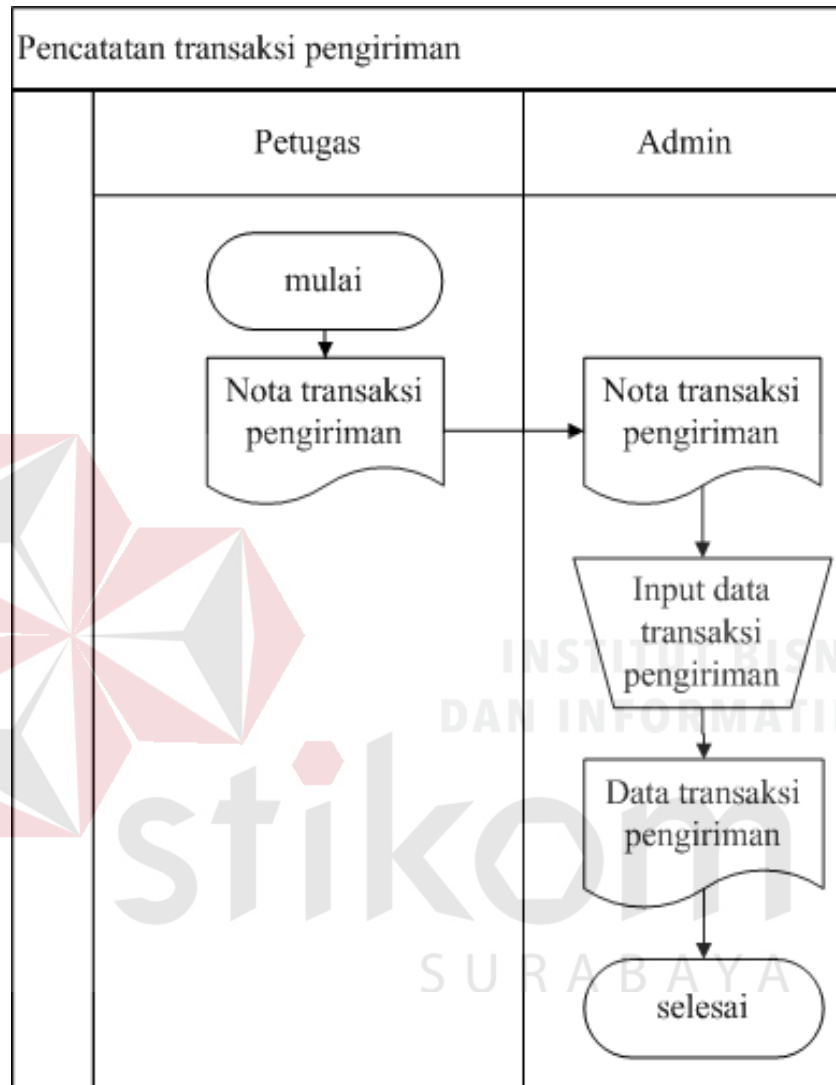 Pencatatan transaksi pengiriman
Petugas
Admin
mulai
Nota transaksi
pengiriman
Nota transaksi
pengiriman
Input data
transaksi
pengiriman
Data transaksi
pengiriman
selesai
INSTITUT BISN
DAN INFORMATI
stikom
SURABAYA